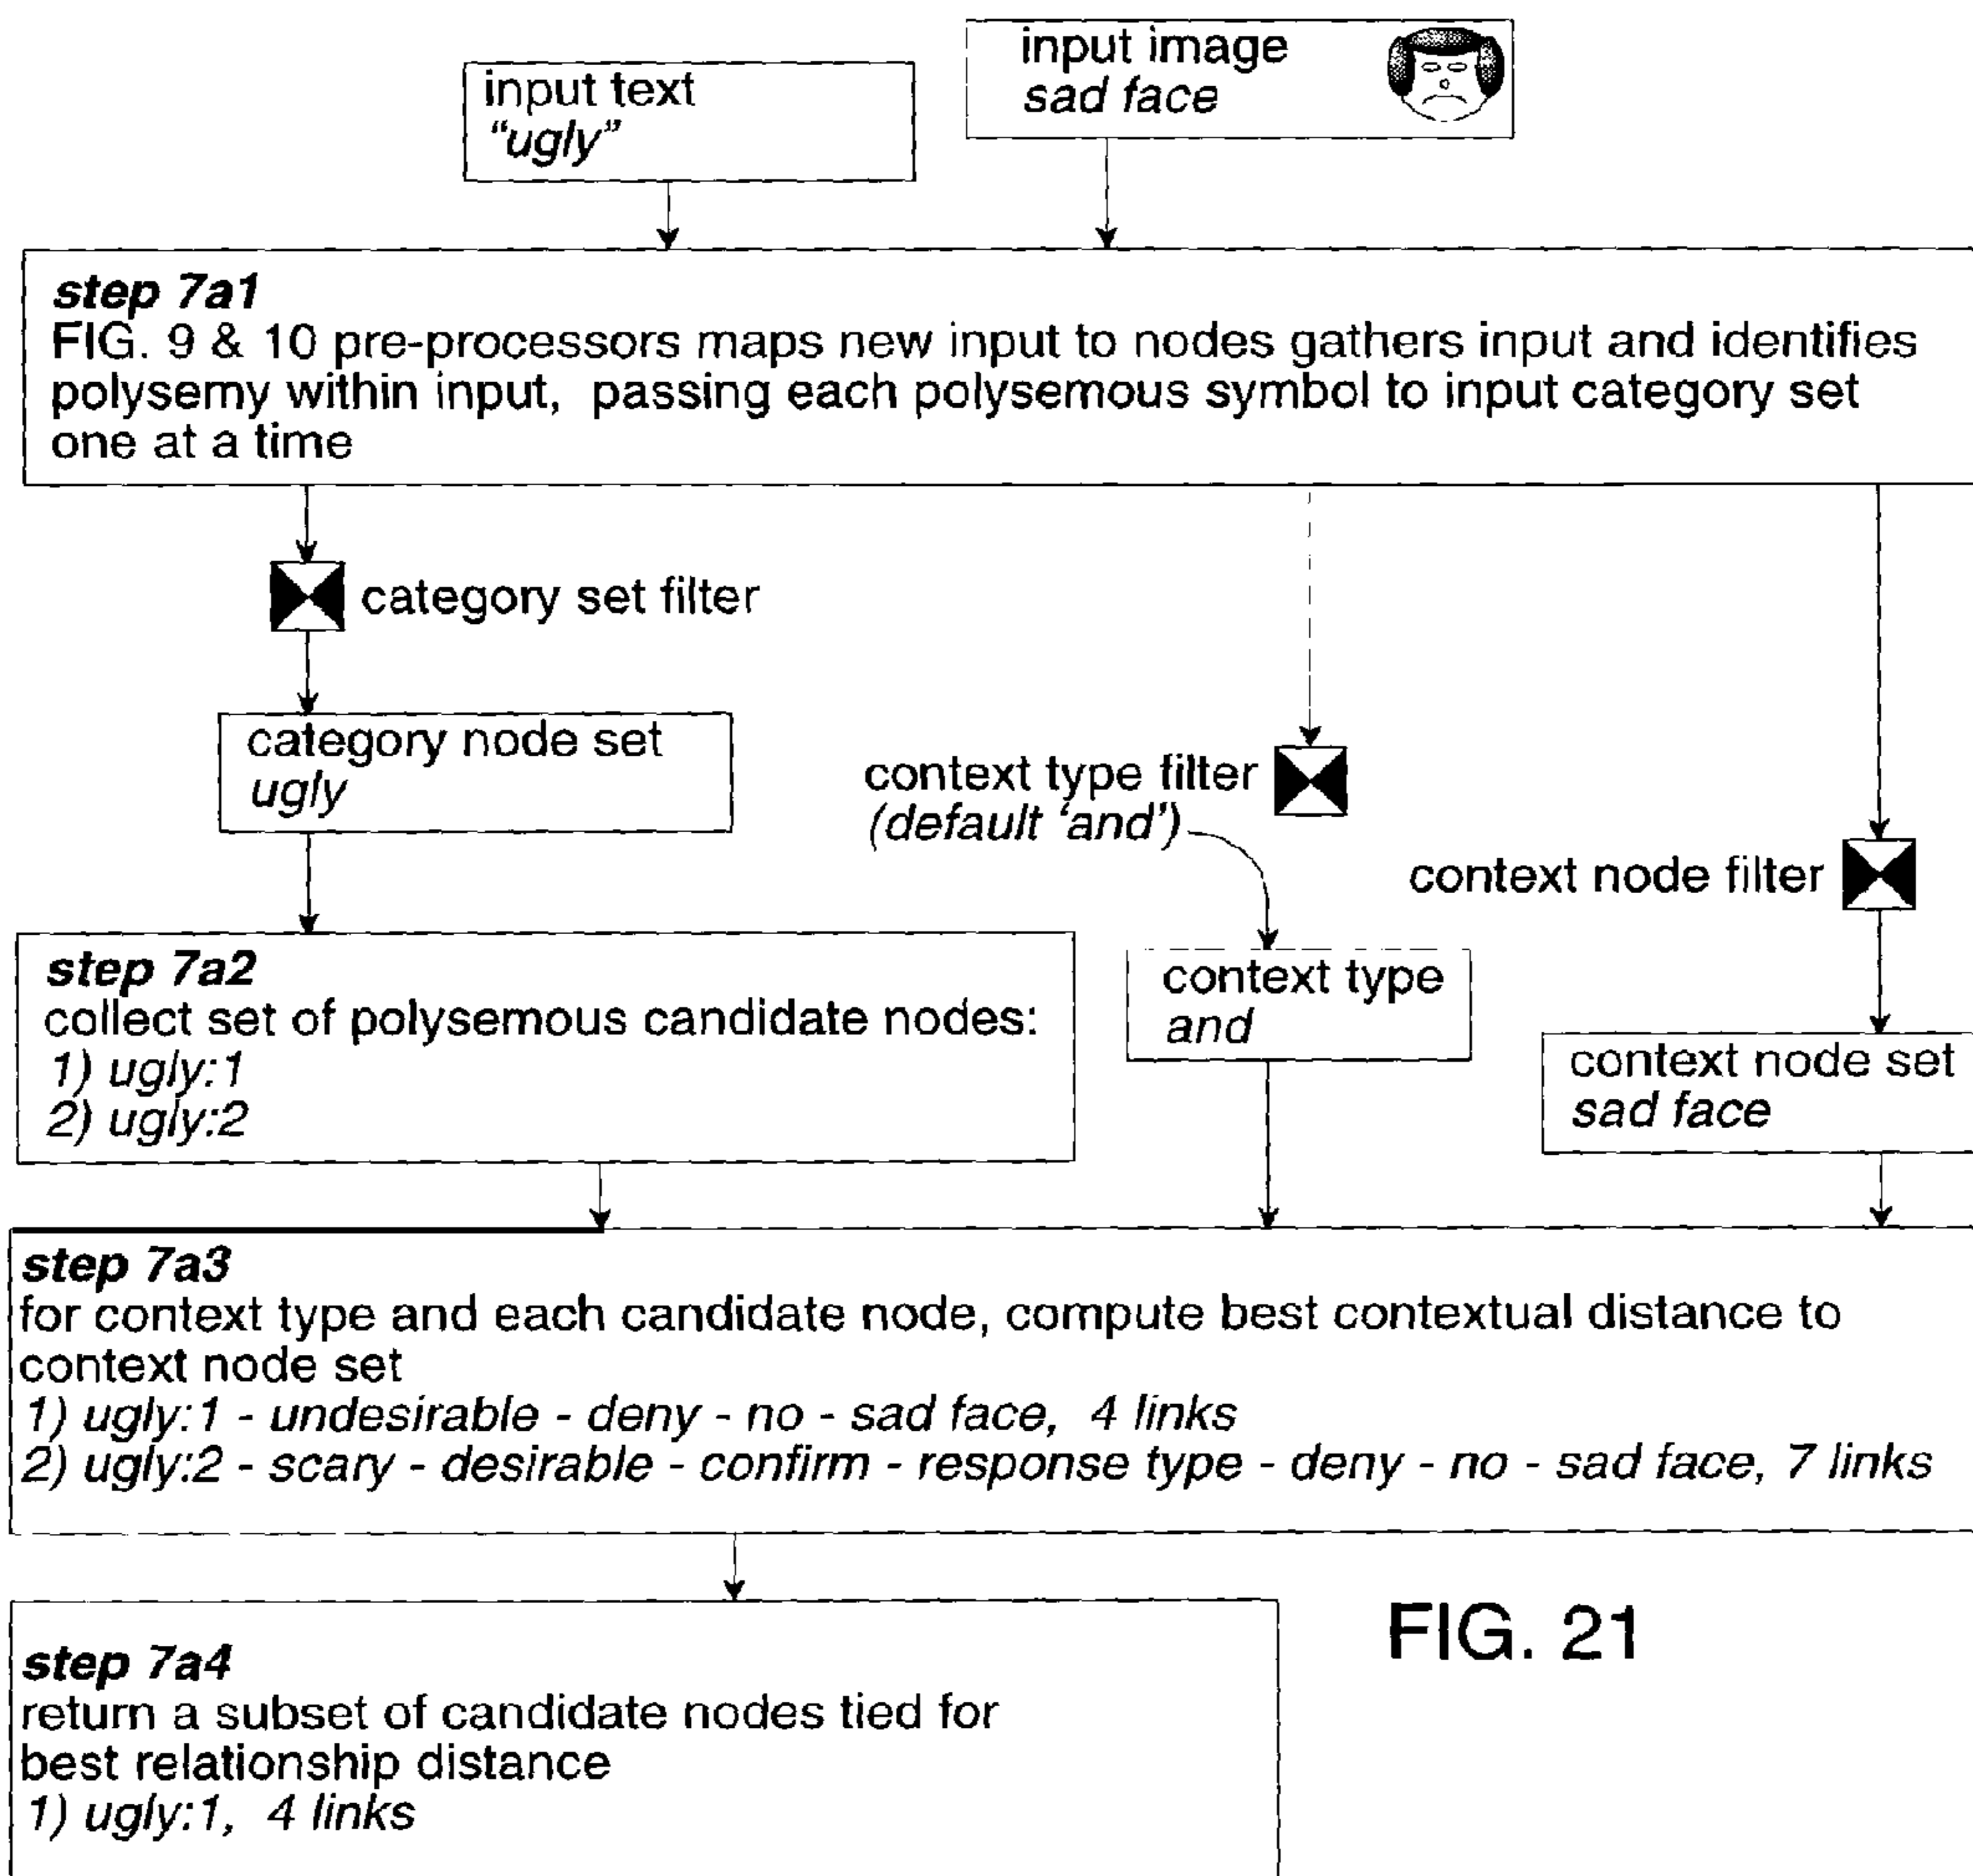 input text
“ugly”
input image
sad face
step 7a1
FIG. 9 & 10 pre-processors maps new input to nodes gathers input and identifies
polysemy within input, passing each polysemous symbol to input category set
one at a time
category set filter
category node set
ugly
context type filter
(default ‘and’)
context node filter
step 7a2
collect set of polysemous candidate nodes:
1) ugly:1
2) ugly:2
context type
and
context node set
sad face
step 7a3
for context type and each candidate node, compute best contextual distance to
context node set
1) ugly:1 - undesirable - deny - no - sad face, 4 links
2) ugly:2 - scary - desirable - confirm - response type - deny - no - sad face, 7 links
step 7a4
return a subset of candidate nodes tied for
best relationship distance
1) ugly:1, 4 links
FIG. 21